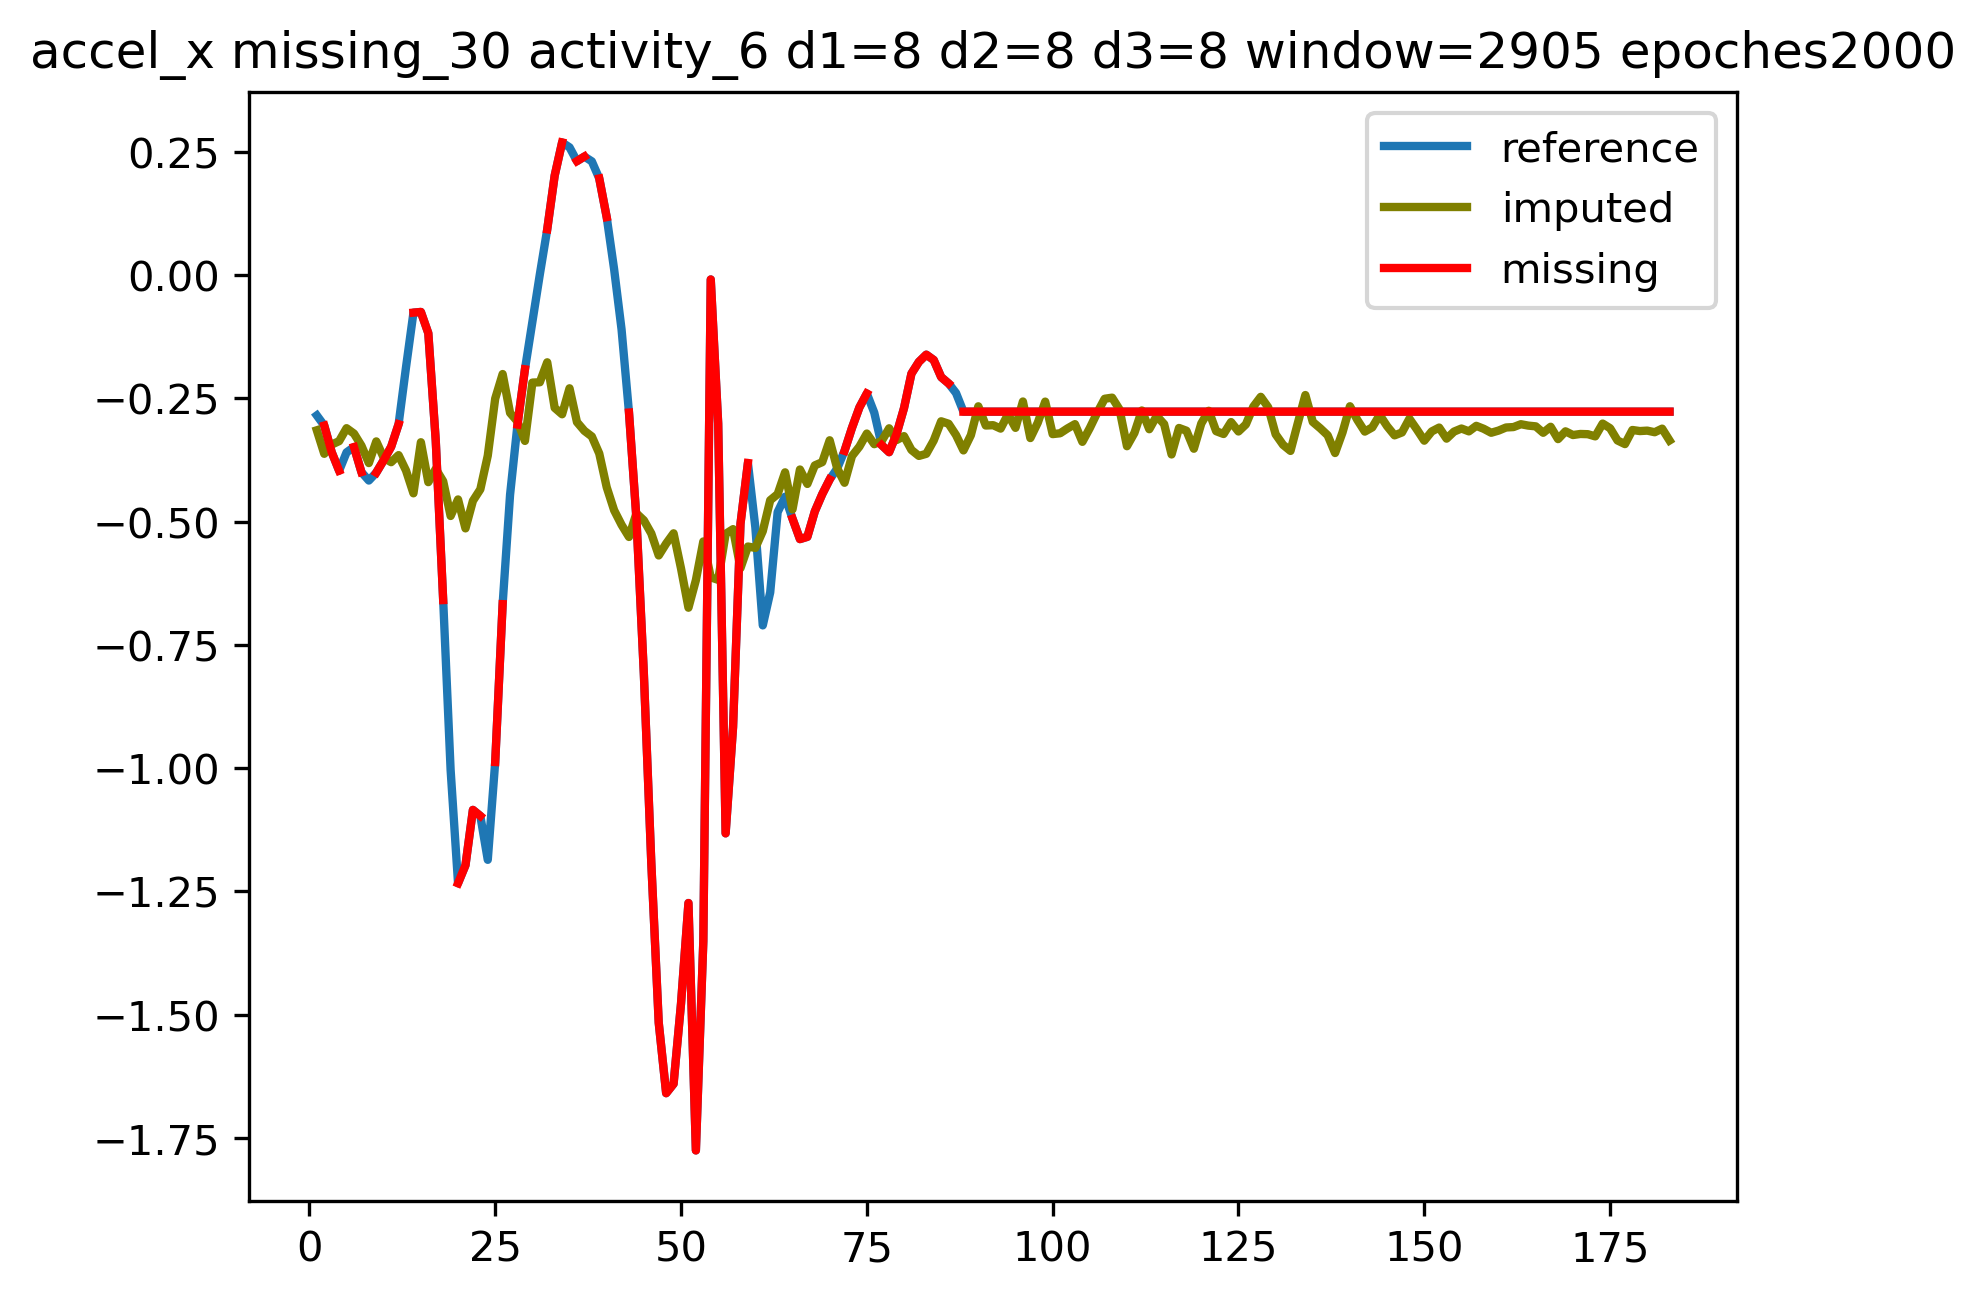 accel_x missing_30 activity_6 d1=8 d2=8 d3=8 window=2905 epoches2000
reference
imputed
missing
0.25
0.00
−0.25
−0.50
−0.75
−1.00
−1.25
−1.50
−1.75
0 25 50 75 100 125 150 175